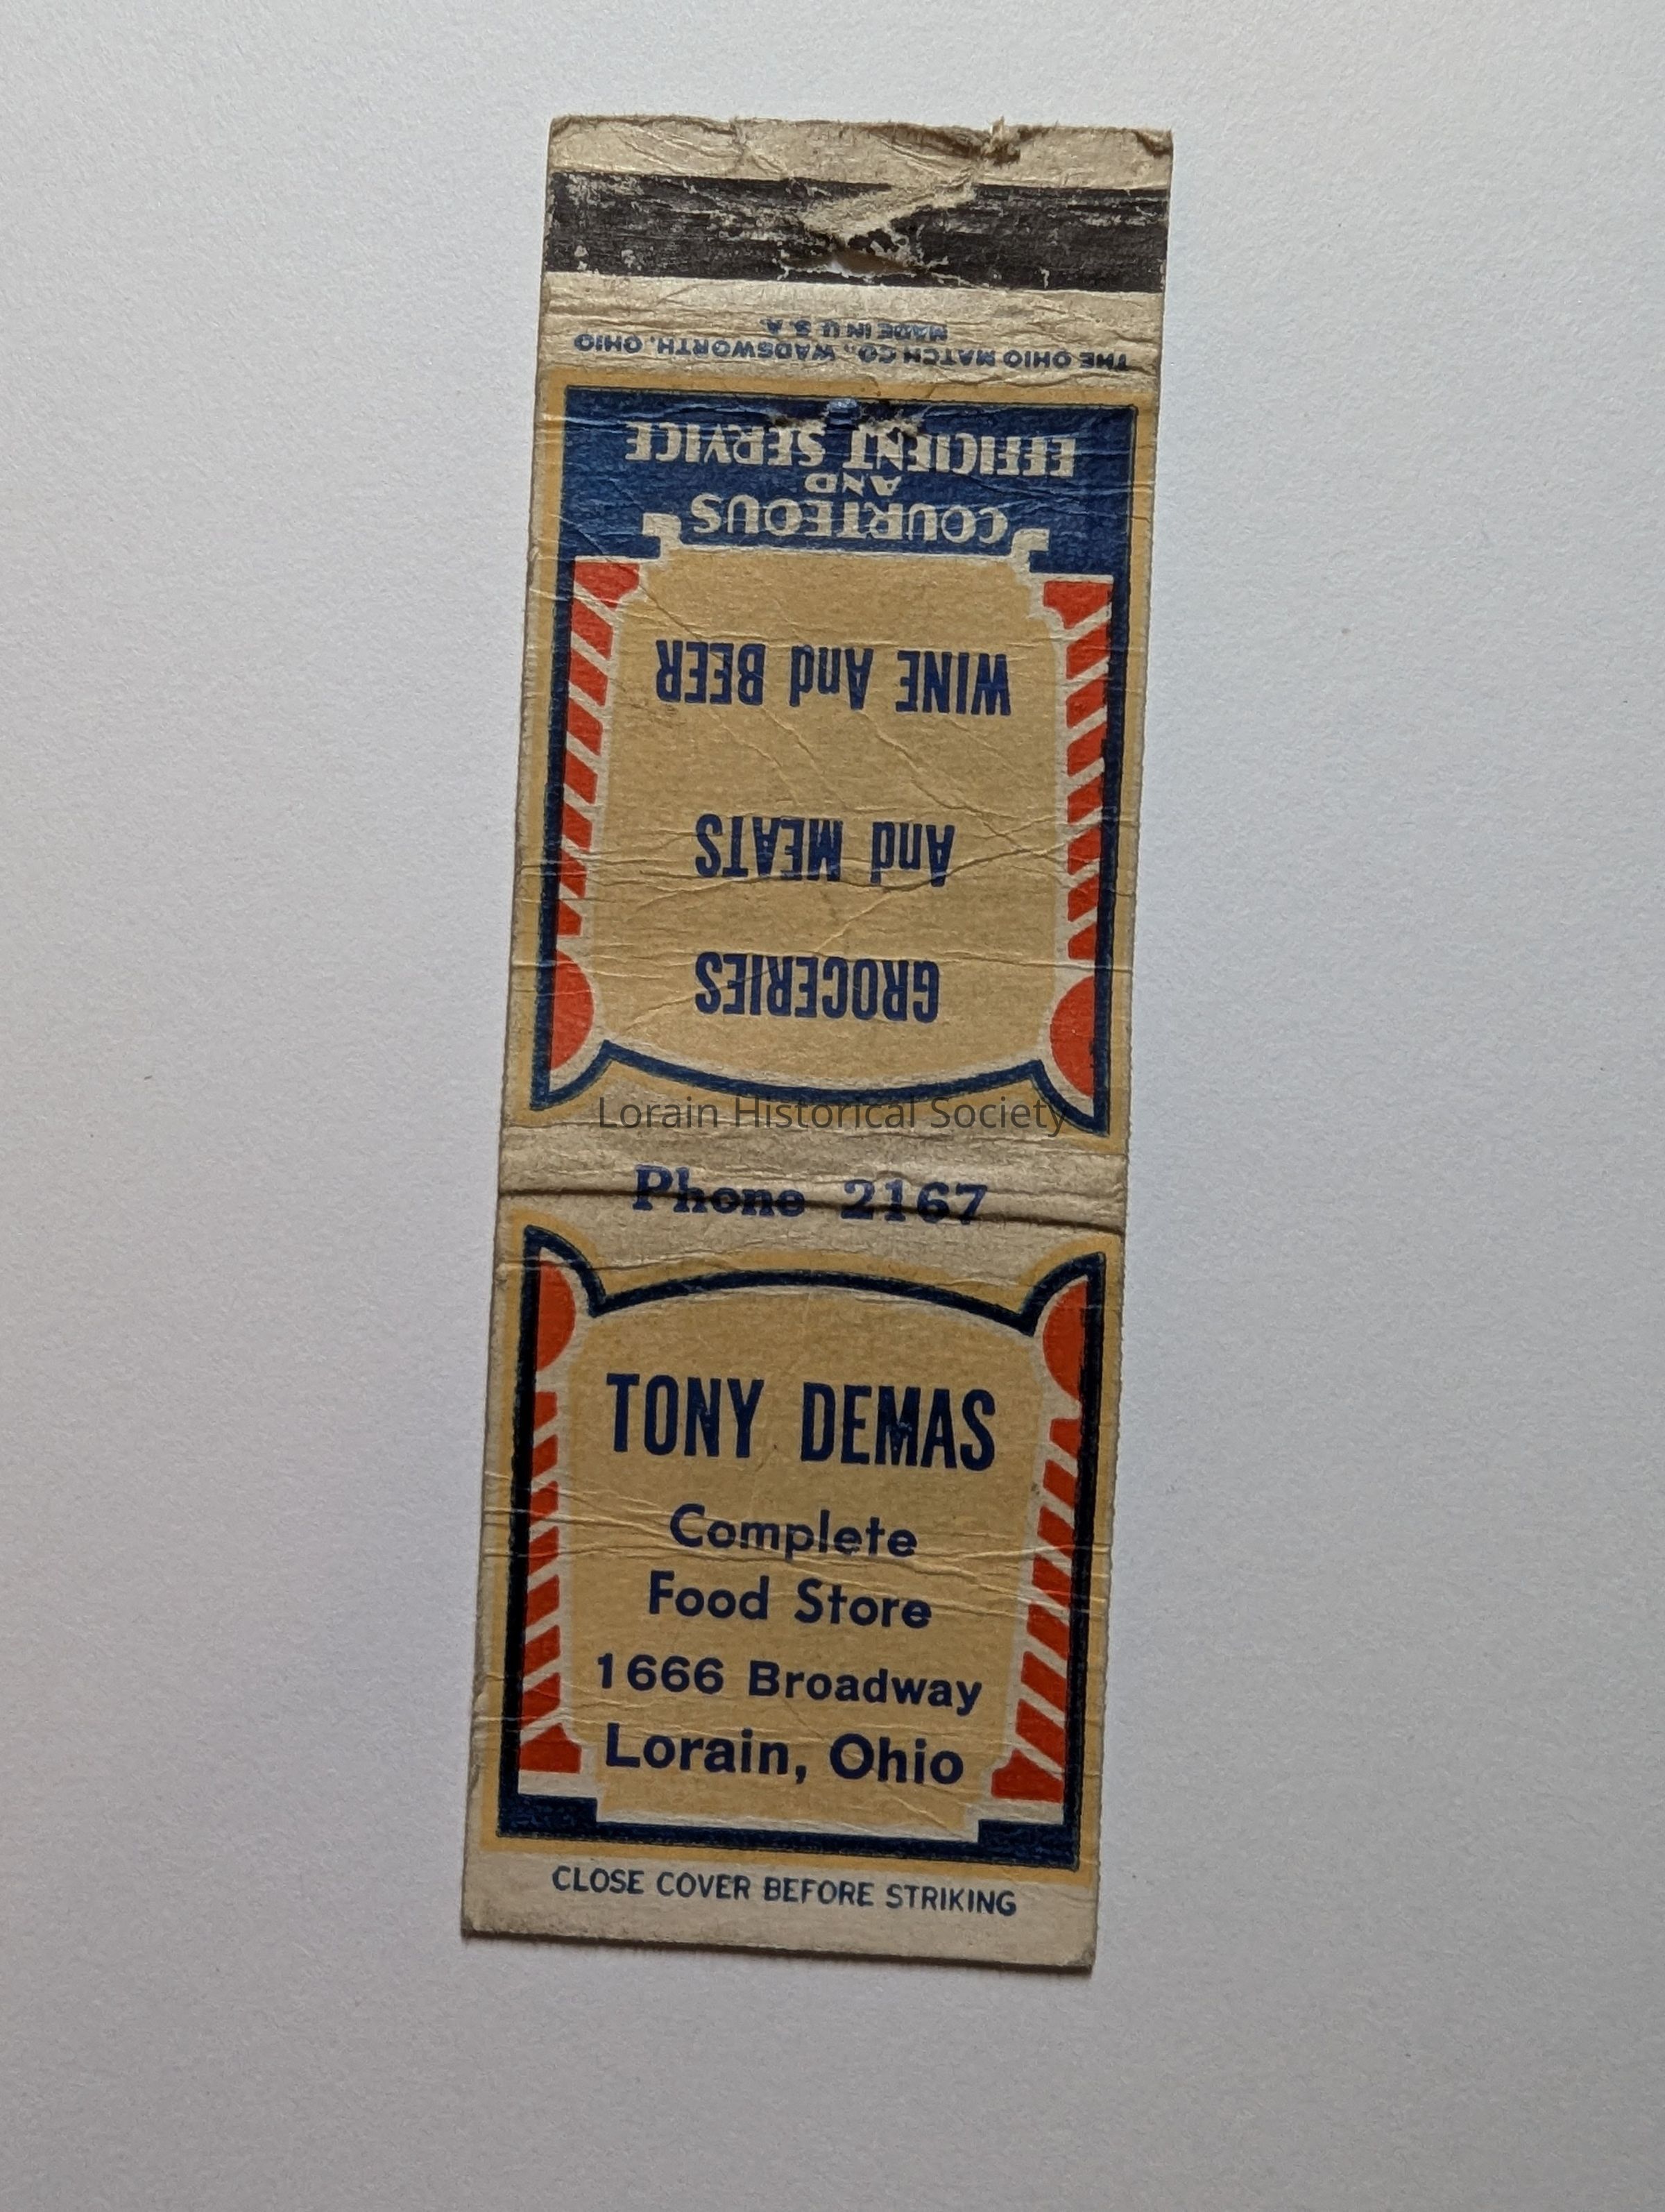 TONY DEMAS
Complete
Food Store
1666 Broadway
Lorain, Ohio
CLOSE COVER BEFORE STRIKING
Phone 2167
Lorain Historical Society
GROCERIES
And MEATS
WINE And BEER
COURTEOUS
AND
EFFICIENT SERVICE
THE OHIO MATCH CO., WADSWORTH, OHIO
MADE IN U. S. A.